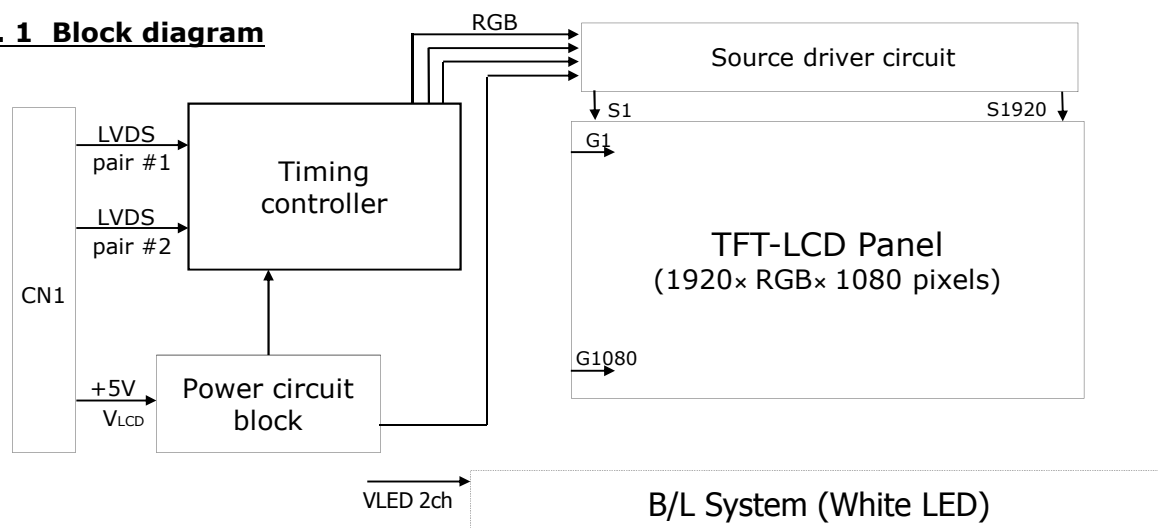 . 1 Block diagram
RGB
Source driver circuit
S1
S1920
CN1
LVDS
pair #1
LVDS
pair #2
Timing
controller
G1
TFT-LCD Panel
(1920× RGB× 1080 pixels)
G1080
+5V
VLCD
Power circuit
block
VLED 2ch
B/L System (White LED)